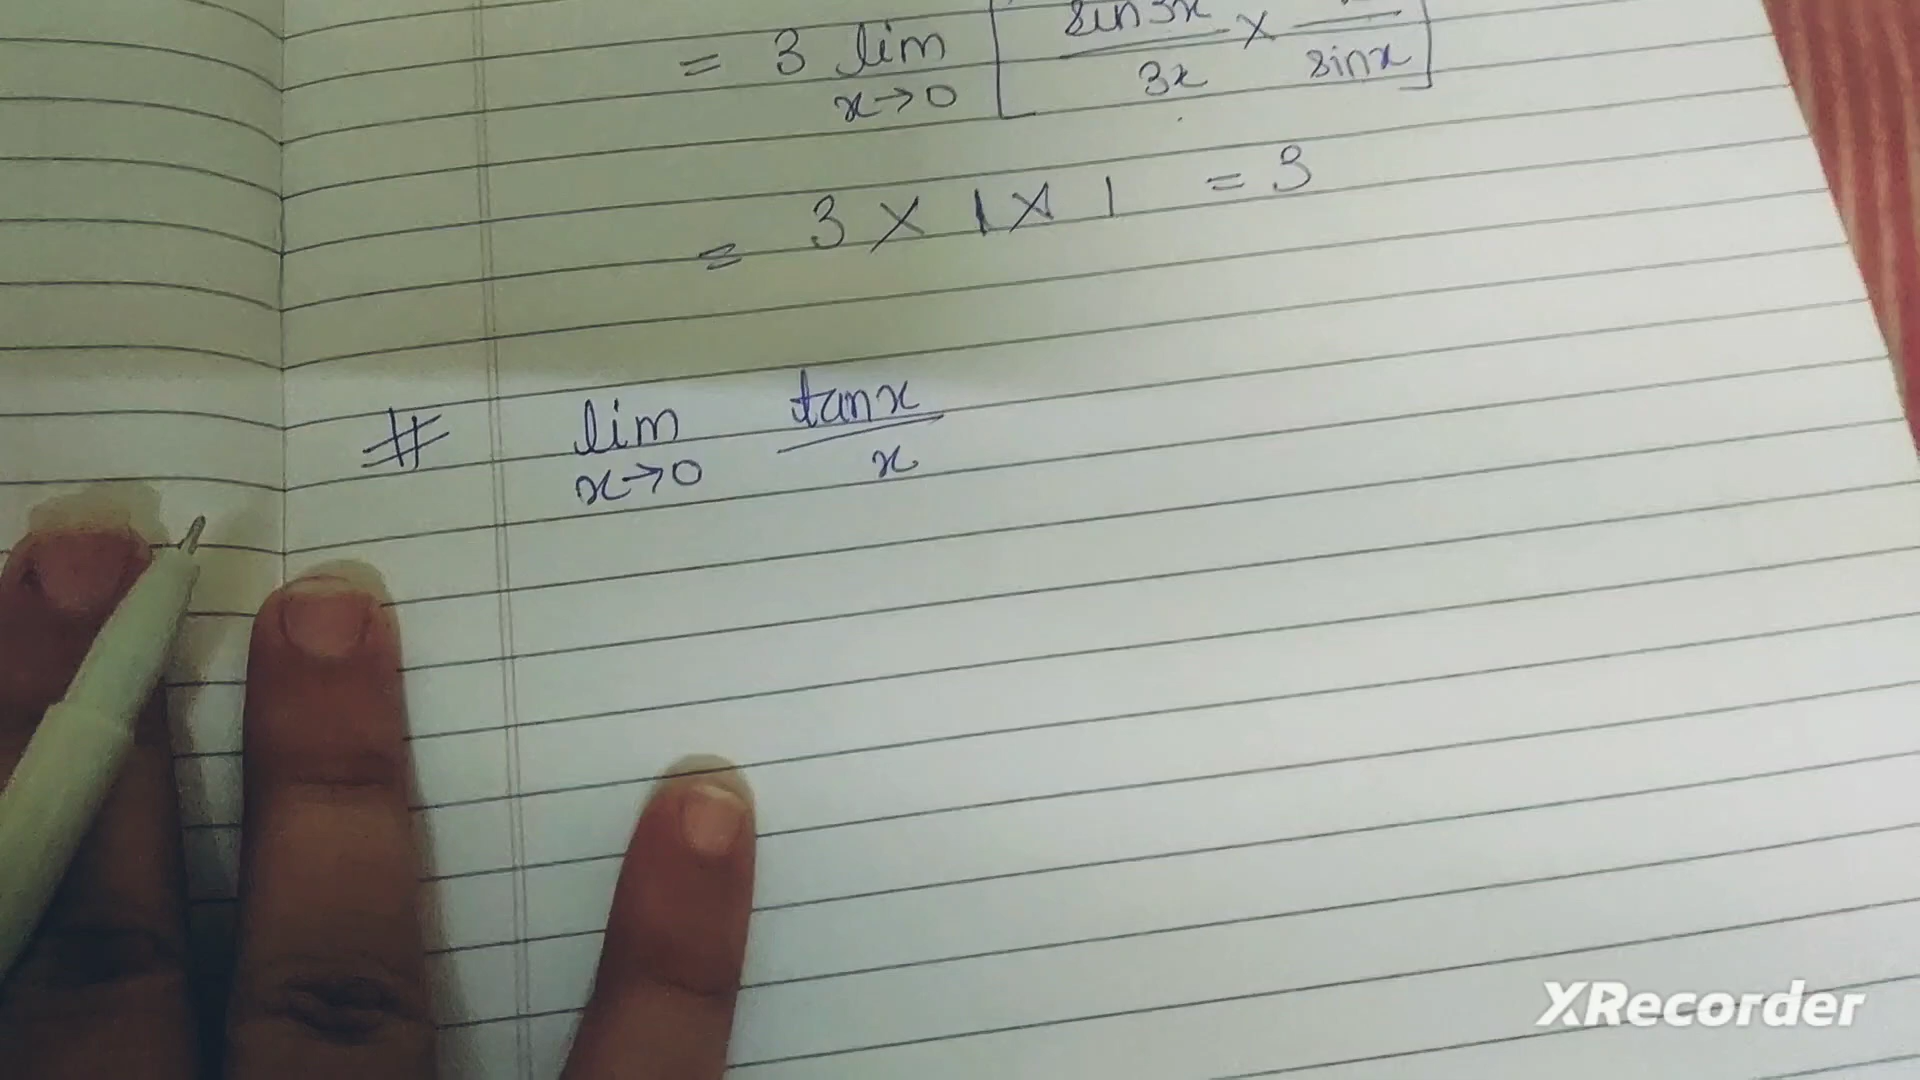 = 3 lim [ sin3x × 
x→0 3x sinx ]
= 3 × 1 × 1 = 3
# lim tanx
x→0 x
XRecorder